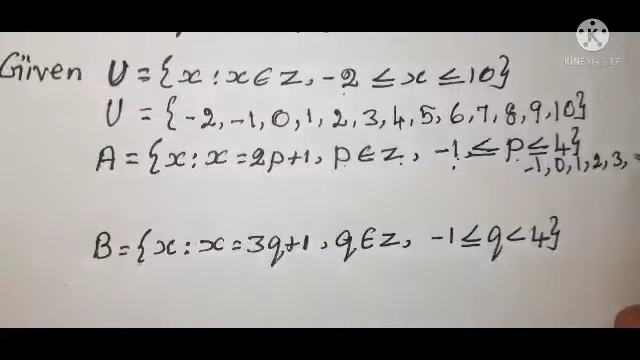 KINEMASTER
Given U = {x : x ∈ z, -2 ≤ x ≤ 10}
U = {-2, -1, 0, 1, 2, 3, 4, 5, 6, 7, 8, 9, 10}
A = {x : x = 2p+1, p ∈ z, -1 ≤ p ≤ 4}
-1, 0, 1, 2, 3,
B = {x : x = 3q+1, q ∈ z, -1 ≤ q < 4}